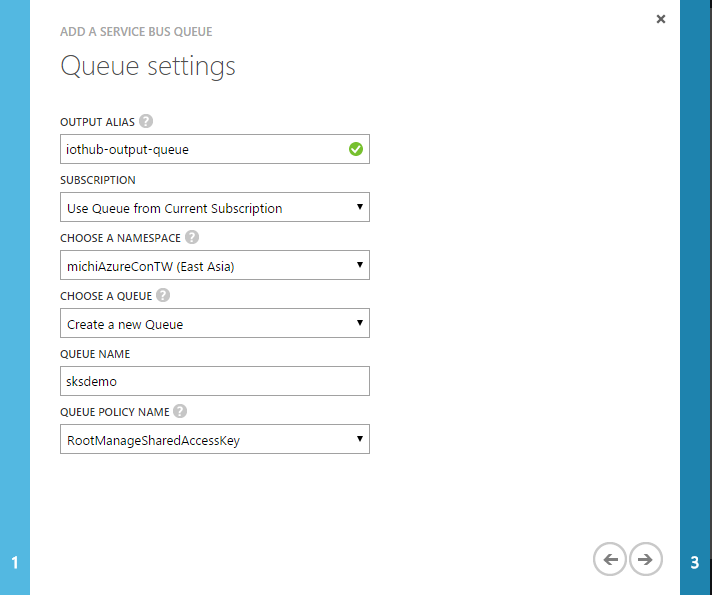 ADD A SERVICE BUS QUEUE
Queue settings
OUTPUT ALIAS ?
iothub-output-queue
SUBSCRIPTION
Use Queue from Current Subscription
CHOOSE A NAMESPACE ?
michiAzureConTW (East Asia)
CHOOSE A QUEUE ?
Create a new Queue
QUEUE NAME
sksdemo
QUEUE POLICY NAME ?
RootManageSharedAccessKey
1
3